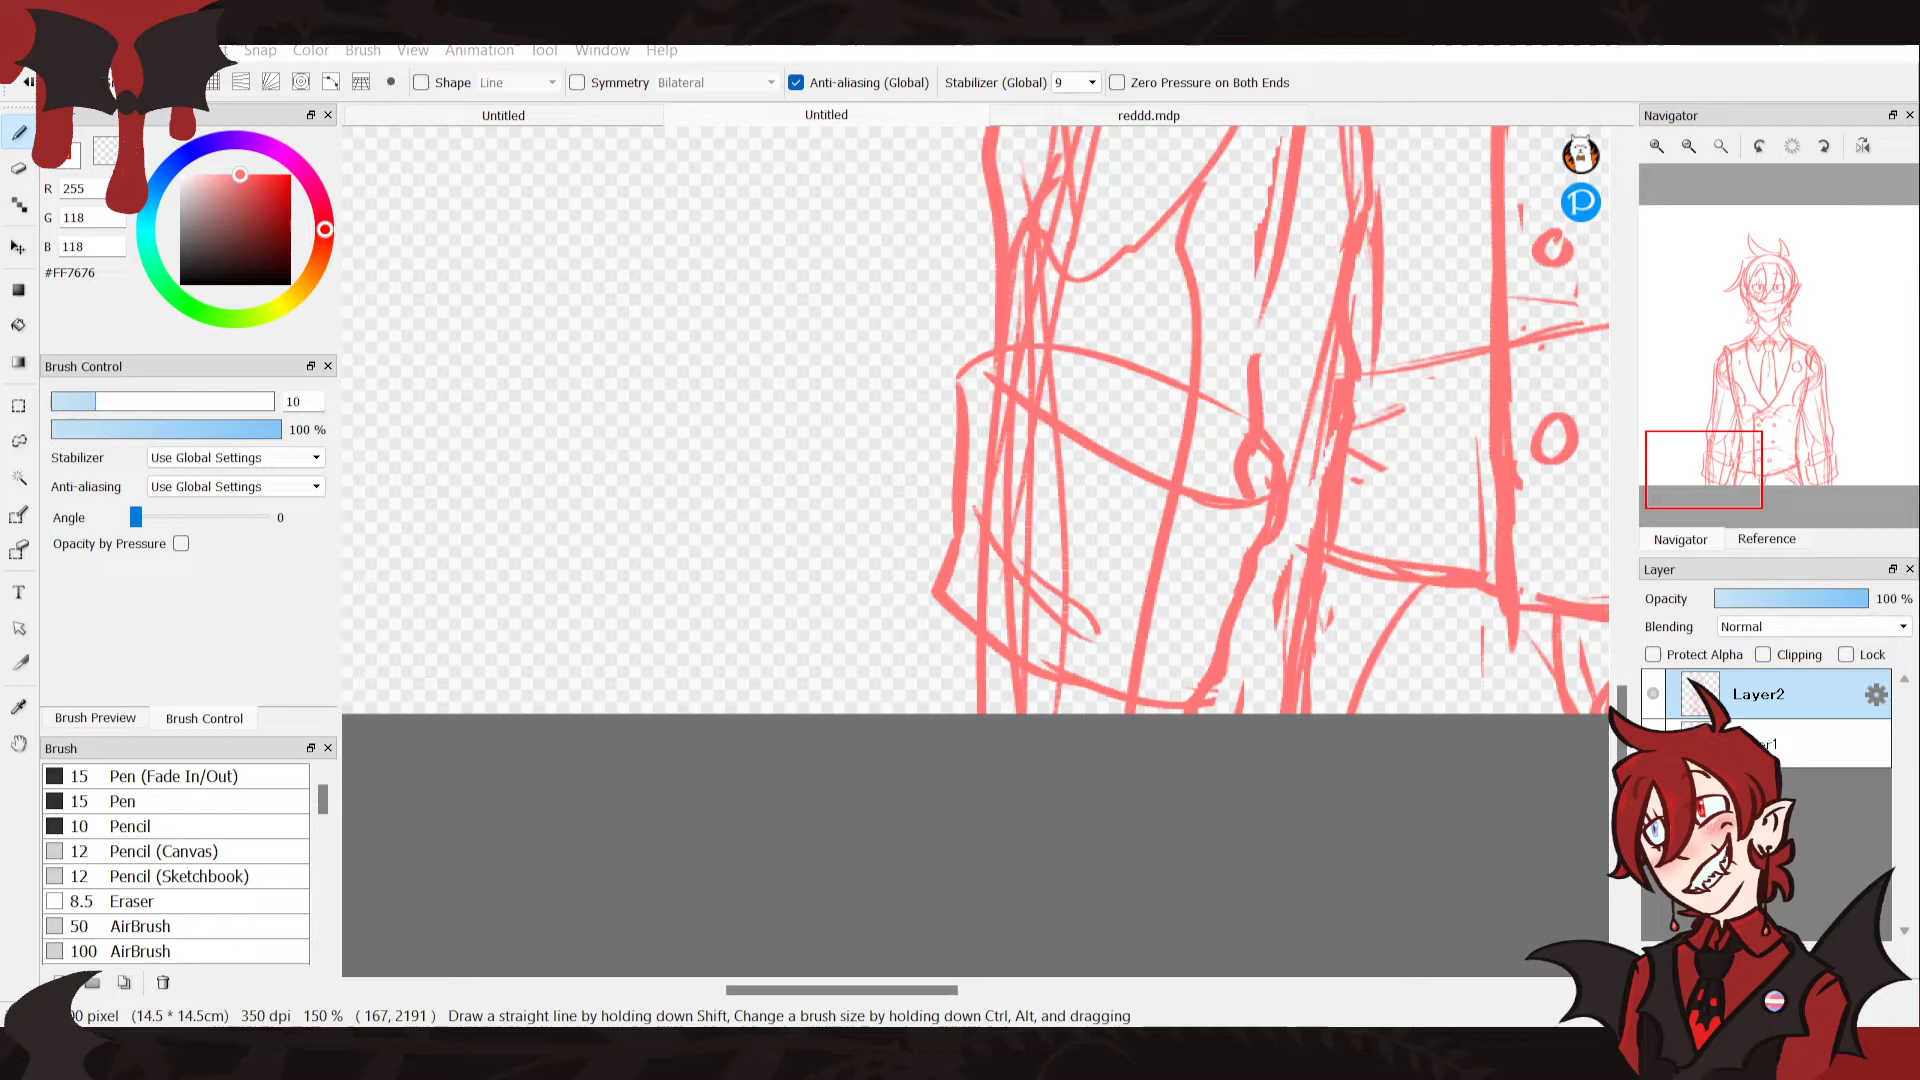 Snap Color Brush View Animation Tool Window Help
Shape Line Symmetry Bilateral Anti-aliasing (Global) Stabilizer (Global) 9 Zero Pressure on Both Ends
Untitled Untitled reddd.mdp
R 255
G 118
B 118
#FF7676
Brush Control
10
100 %
Stabilizer Use Global Settings
Anti-aliasing Use Global Settings
Angle 0
Opacity by Pressure
Brush Preview Brush Control
Brush
15 Pen (Fade In/Out)
15 Pen
10 Pencil
12 Pencil (Canvas)
12 Pencil (Sketchbook)
8.5 Eraser
50 AirBrush
100 AirBrush
T
P
Navigator
Navigator Reference
Layer
Opacity 100 %
Blending Normal
Protect Alpha Clipping Lock
Layer2
pixel (14.5 * 14.5cm) 350 dpi 150 % ( 167, 2191 ) Draw a straight line by holding down Shift, Change a brush size by holding down Ctrl, Alt, and dragging